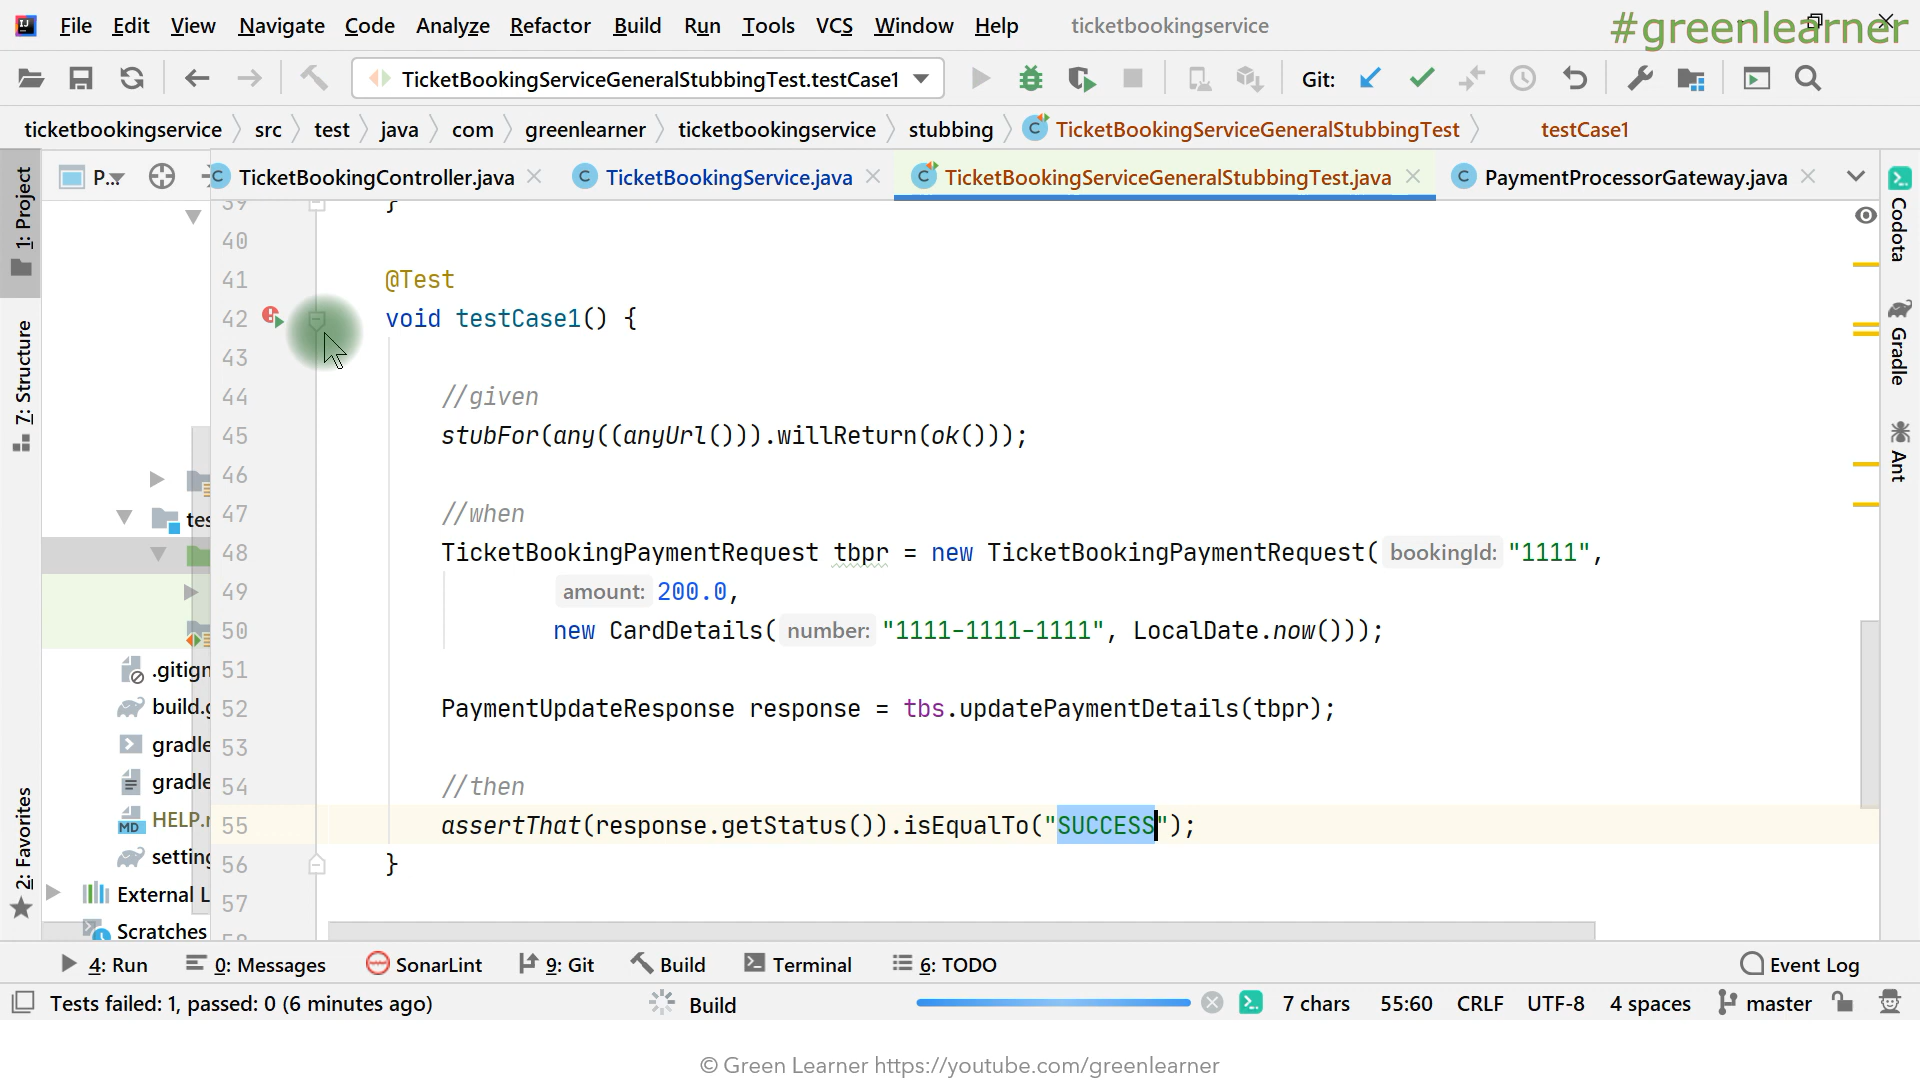 File Edit View Navigate Code Analyze Refactor Build Run Tools VCS Window Help ticketbookingservice
#greenlearner
TicketBookingServiceGeneralStubbingTest.testCase1 Git:
ticketbookingservice src test java com greenlearner ticketbookingservice stubbing TicketBookingServiceGeneralStubbingTest testCase1
P... TicketBookingController.java TicketBookingService.java TicketBookingServiceGeneralStubbingTest.java PaymentProcessorGateway.java
1: Project
7: Structure
2: Favorites
Codota
Gradle
Ant
tes
.gitign
build.g
gradle
gradle
HELP.r
setting
External L
Scratches
39 }
40
41 @Test
42 void testCase1() {
43
44 //given
45 stubFor(any((anyUrl())).willReturn(ok()));
46
47 //when
48 TicketBookingPaymentRequest tbpr = new TicketBookingPaymentRequest( bookingId: "1111",
49 amount: 200.0,
50 new CardDetails( number: "1111-1111-1111", LocalDate.now()));
51
52 PaymentUpdateResponse response = tbs.updatePaymentDetails(tbpr);
53
54 //then
55 assertThat(response.getStatus()).isEqualTo("SUCCESS");
56 }
57
58
4: Run 0: Messages SonarLint 9: Git Build Terminal 6: TODO Event Log
Tests failed: 1, passed: 0 (6 minutes ago) Build 7 chars 55:60 CRLF UTF-8 4 spaces master
© Green Learner https://youtube.com/greenlearner